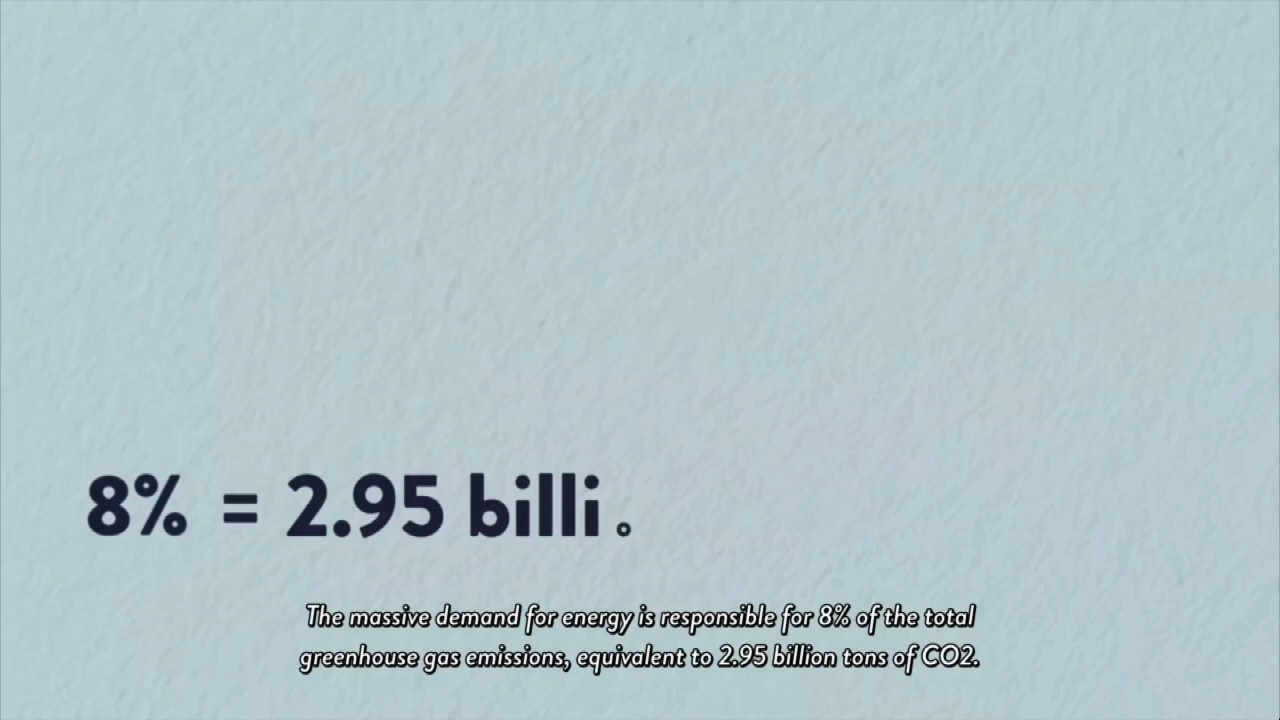 8% = 2.95 billio
The massive demand for energy is responsible for 8% of the total
greenhouse gas emissions, equivalent to 2.95 billion tons of CO2.